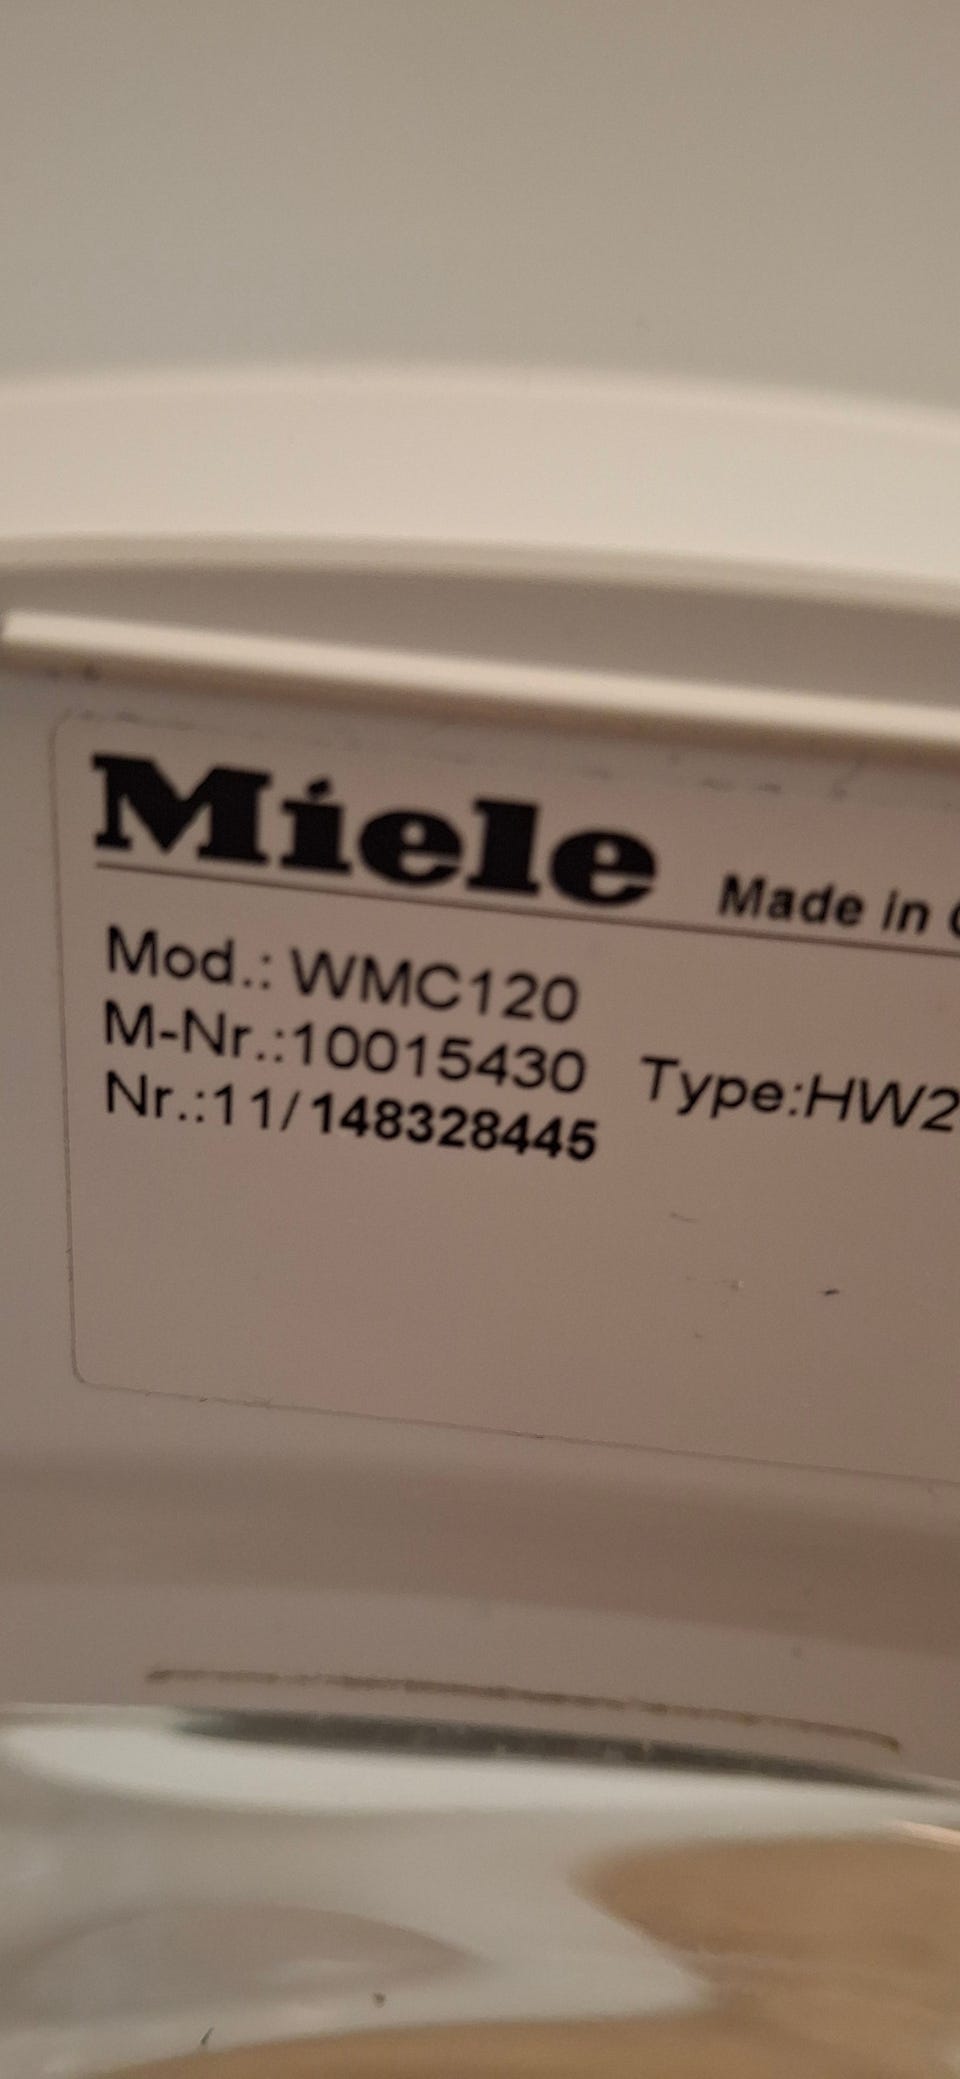 Miele Made in
Mod.: WMC120
M-Nr.:10015430 Type:HW2
Nr.:11/148328445